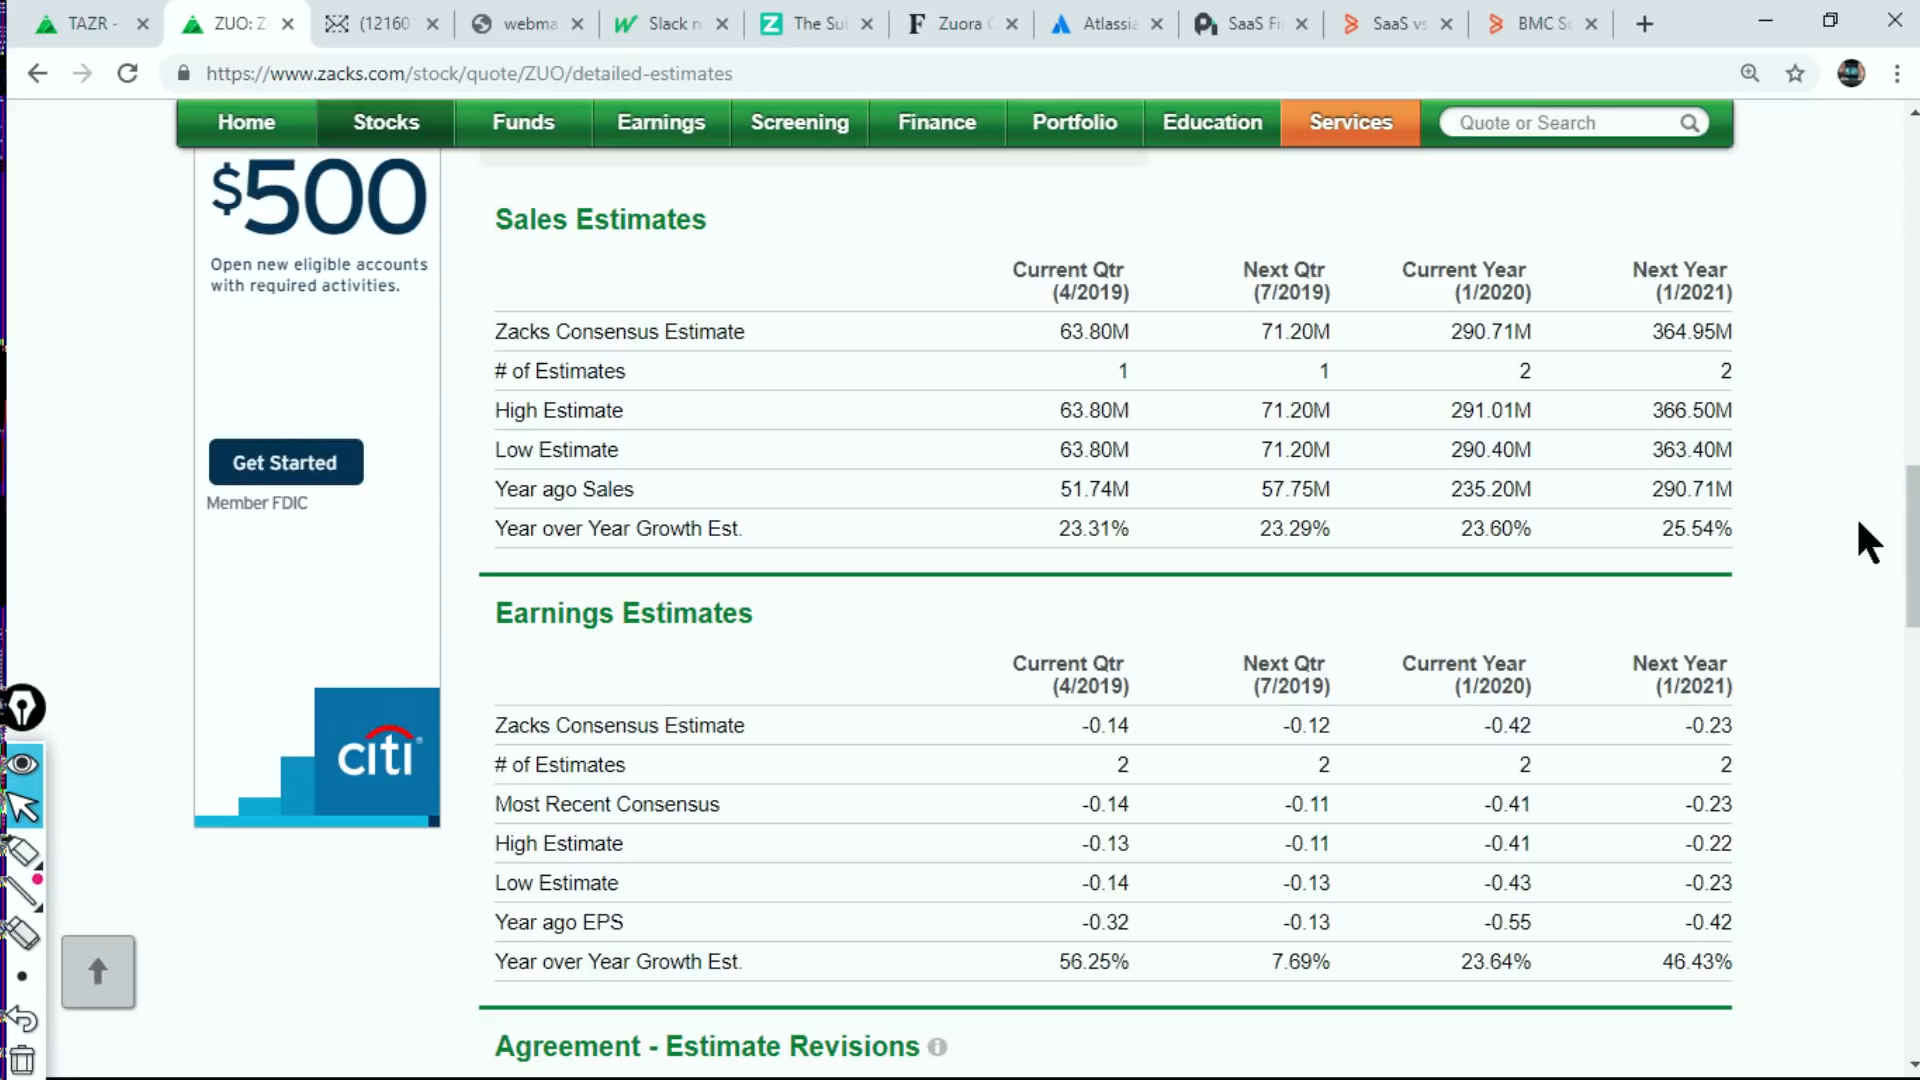 TAZR -
ZUO: Z
(12160
webma
Slack n
The Sul
Zuora
Atlassia
SaaS Fi
SaaS vs
BMC So
https://www.zacks.com/stock/quote/ZUO/detailed-estimates
Home Stocks Funds Earnings Screening Finance Portfolio Education Services Quote or Search
$500
Open new eligible accounts
with required activities.
Get Started
Member FDIC
citi
Sales Estimates
Current Qtr (4/2019) Next Qtr (7/2019) Current Year (1/2020) Next Year (1/2021)
Zacks Consensus Estimate 63.80M 71.20M 290.71M 364.95M
# of Estimates 1 1 2 2
High Estimate 63.80M 71.20M 291.01M 366.50M
Low Estimate 63.80M 71.20M 290.40M 363.40M
Year ago Sales 51.74M 57.75M 235.20M 290.71M
Year over Year Growth Est. 23.31% 23.29% 23.60% 25.54%
Earnings Estimates
Current Qtr (4/2019) Next Qtr (7/2019) Current Year (1/2020) Next Year (1/2021)
Zacks Consensus Estimate -0.14 -0.12 -0.42 -0.23
# of Estimates 2 2 2 2
Most Recent Consensus -0.14 -0.11 -0.41 -0.23
High Estimate -0.13 -0.11 -0.41 -0.22
Low Estimate -0.14 -0.13 -0.43 -0.23
Year ago EPS -0.32 -0.13 -0.55 -0.42
Year over Year Growth Est. 56.25% 7.69% 23.64% 46.43%
Agreement - Estimate Revisions